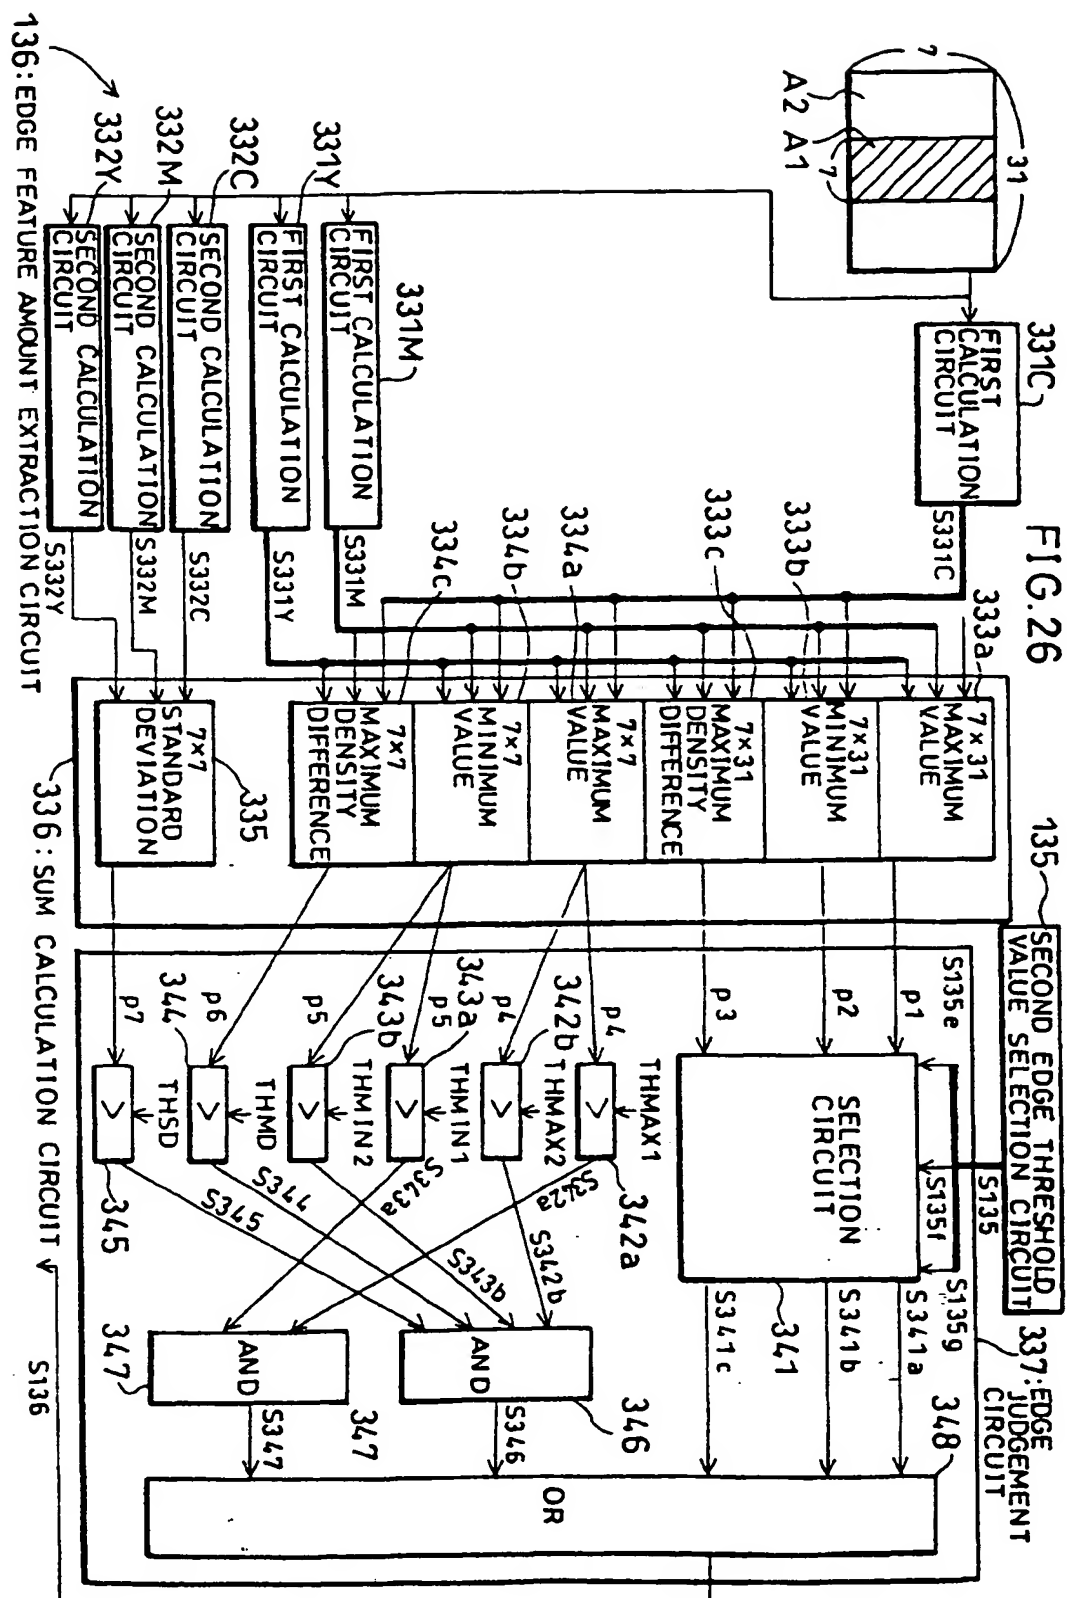 FIG.26
7
31
A2
A1
7
331C
FIRST
CALCULATION
CIRCUIT
S331C
331M
FIRST CALCULATION
CIRCUIT
S331M
331Y
FIRST CALCULATION
CIRCUIT
S331Y
332C
SECOND CALCULATION
CIRCUIT
S332C
332M
SECOND CALCULATION
CIRCUIT
S332M
332Y
SECOND CALCULATION
CIRCUIT
S332Y
136:EDGE FEATURE AMOUNT EXTRACTION CIRCUIT
333a
7×31
MAXIMUM
VALUE
333b
7×31
MINIMUM
VALUE
333c
7×31
MAXIMUM
DENSITY
DIFFERENCE
334a
7×7
MAXIMUM
VALUE
334b
7×7
MINIMUM
VALUE
334c
7×7
MAXIMUM
DENSITY
DIFFERENCE
335
7×7
STANDARD
DEVIATION
336:SUM CALCULATION CIRCUIT
135
SECOND EDGE THRESHOLD
VALUE SELECTION CIRCUIT
S135
S135e
S135f
S135g
337:EDGE
JUDGEMENT
CIRCUIT
p1
p2
p3
SELECTION
CIRCUIT
341
S341a
S341b
S341c
p4
THMAX1
>
342a
S342a
p4
342b
THMAX2
>
S342b
p5
343a
THMIN1
>
S343a
p5
343b
THMIN2
>
S343b
p6
344
THMD
>
S344
p7
THSD
>
345
S345
AND
346
S346
AND
347
347
S347
OR
348
S136